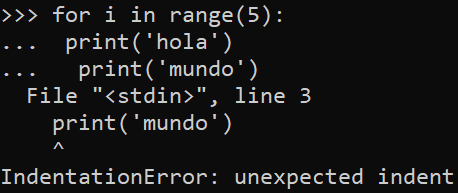 >>> for i in range(5):
...  print('hola')
...   print('mundo')
  File "<stdin>", line 3
    print('mundo')
    ^
IndentationError: unexpected indent